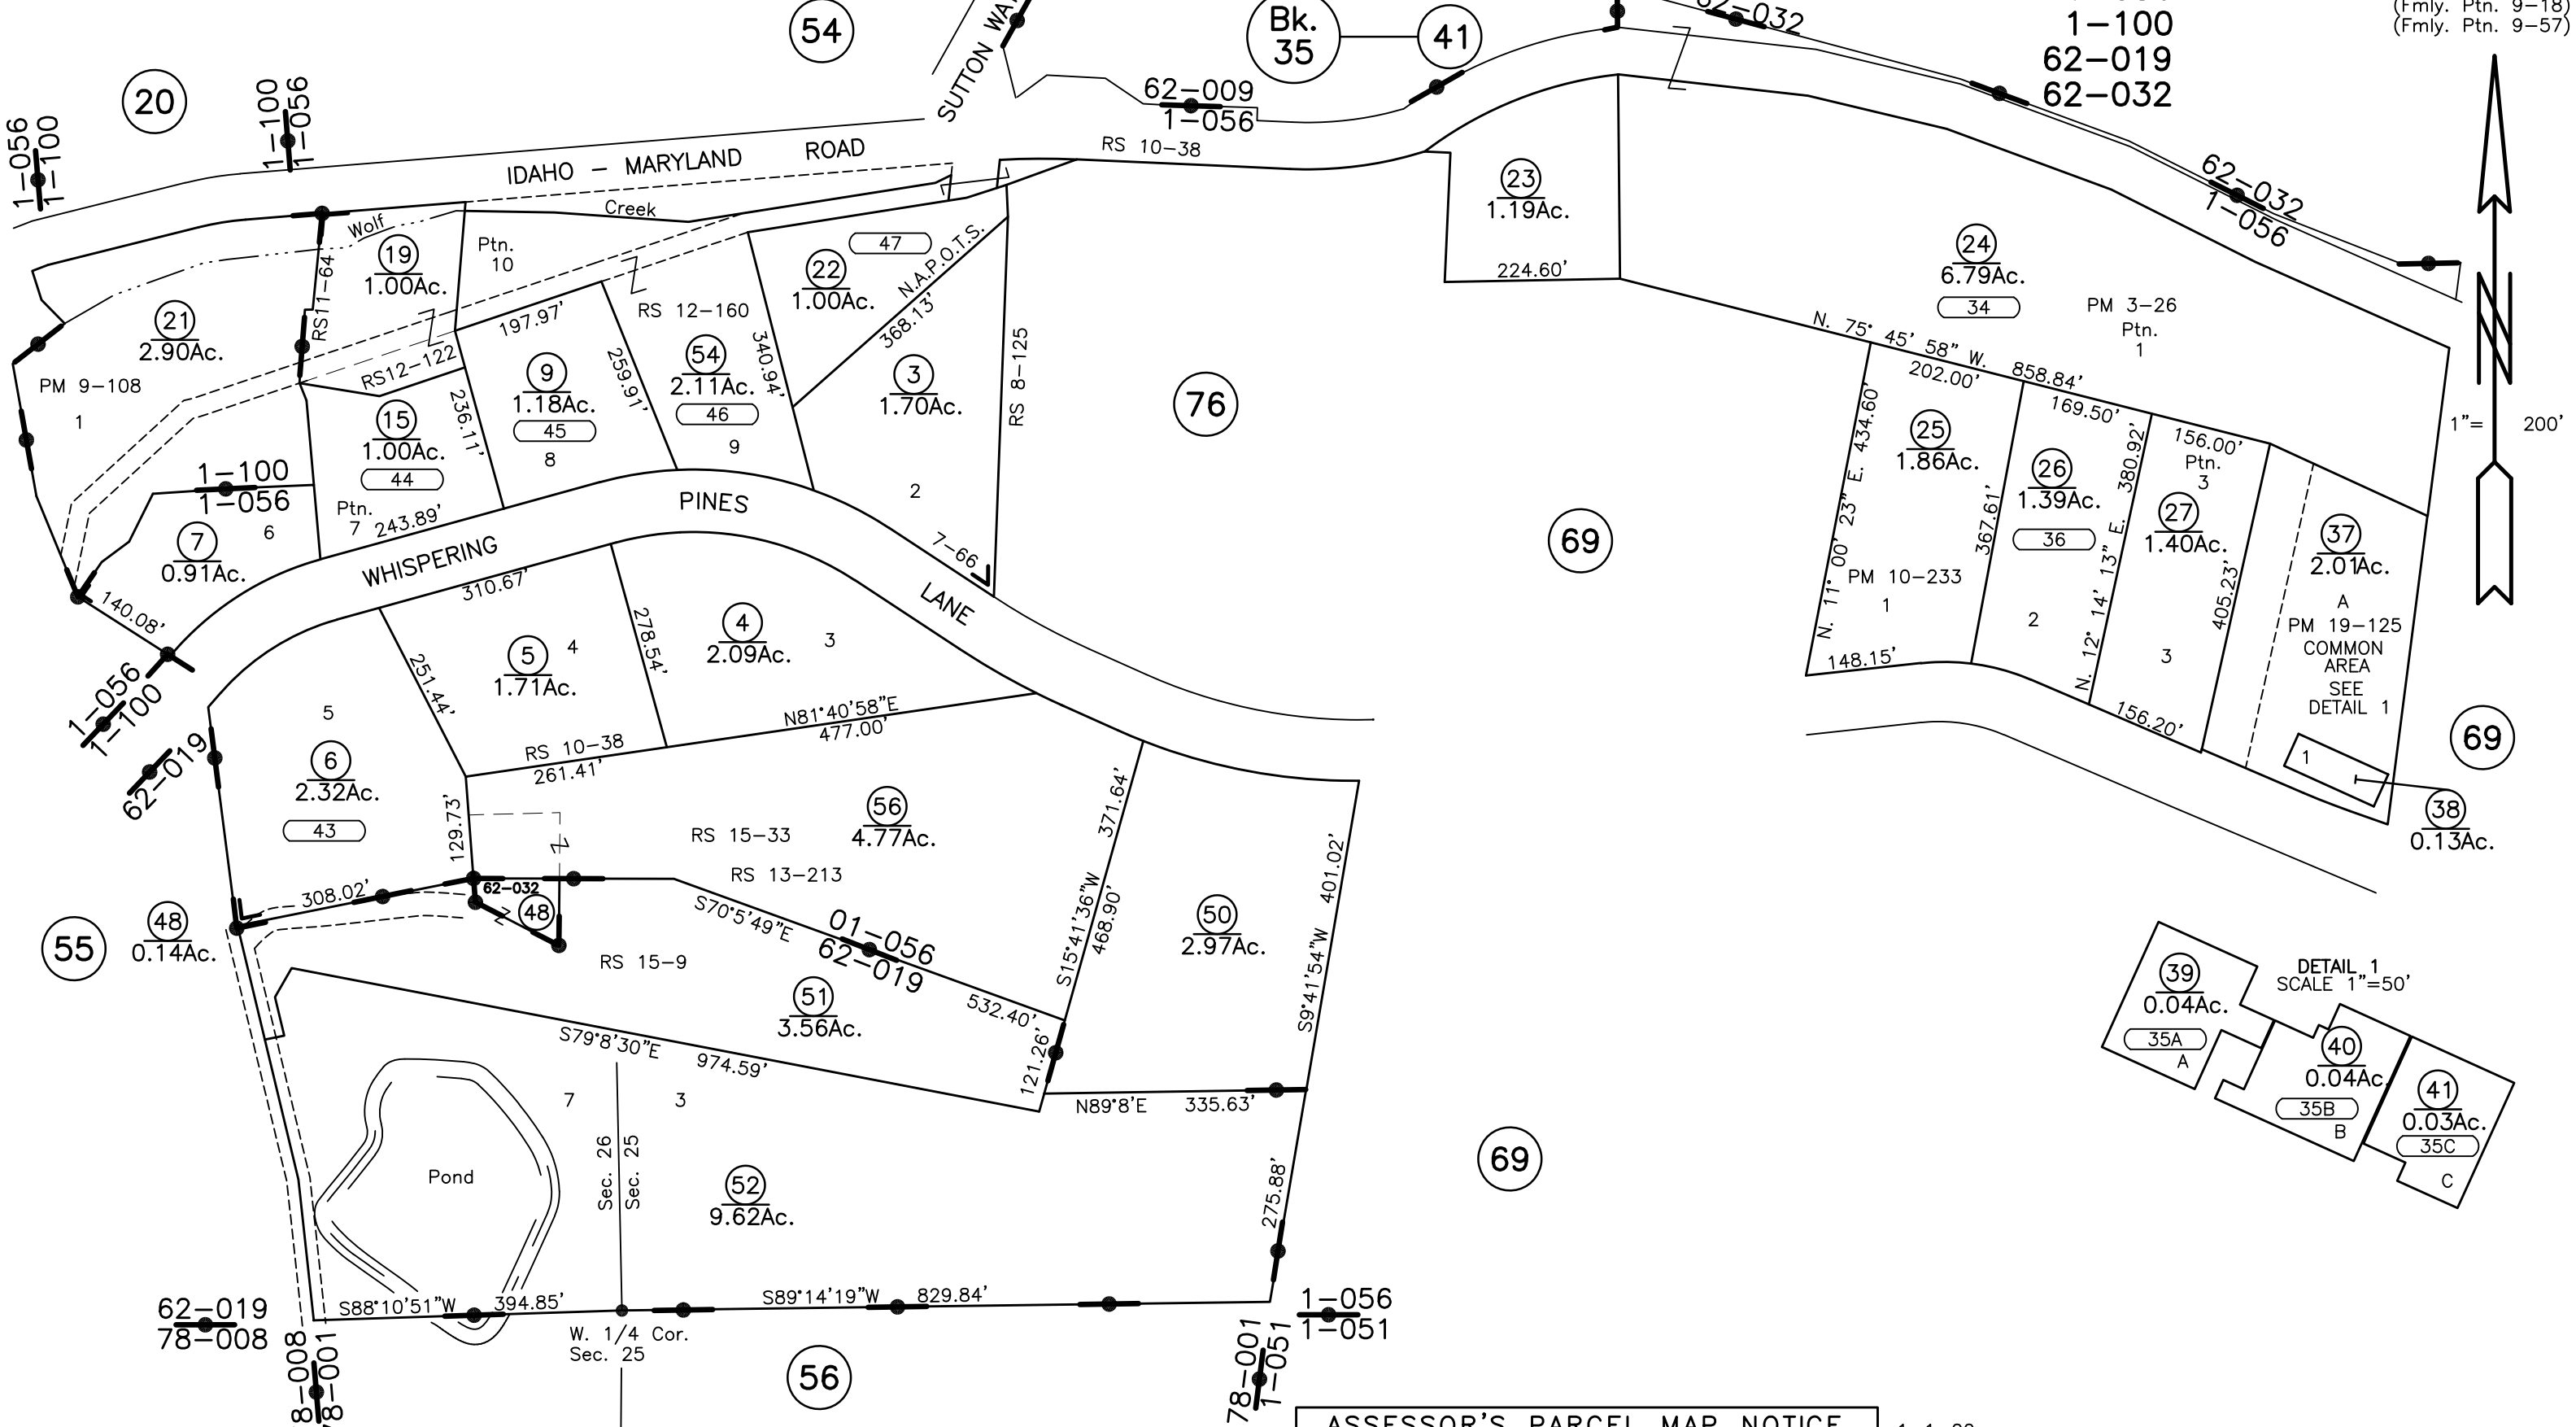 54
Bk.
35
41
62-032
1-100
62-019
62-032
(Fmly. Ptn. 9-18)
(Fmly. Ptn. 9-57)
20
1-056
1-100
1-100
1-056
IDAHO - MARYLAND ROAD
62-009
1-056
RS 10-38
62-032
1-056
Wolf
Creek
RS11-64
19
1.00Ac.
Ptn.
10
47
22
1.00Ac.
N.A.P.O.T.S.
368.13'
23
1.19Ac.
224.60'
24
6.79Ac.
34
PM 3-26
Ptn.
1
21
2.90Ac.
PM 9-108
1
RS12-122
197.97'
RS 12-160
9
1.18Ac.
45
8
259.91'
54
2.11Ac.
46
9
340.94'
3
1.70Ac.
2
RS 8-125
76
N. 75° 45' 58" W. 858.84'
202.00'
169.50'
156.00'
1"= 200'
15
1.00Ac.
44
Ptn.
7
243.89'
236.11'
1-100
1-056
6
7
0.91Ac.
140.08'
WHISPERING
PINES
LANE
7-66
69
N. 11° 00' 23" E. 434.60'
25
1.86Ac.
PM 10-233
1
148.15'
367.61'
26
1.39Ac.
36
2
N. 12° 14' 13" E. 380.92'
Ptn.
3
27
1.40Ac.
3
156.20'
405.23'
37
2.01Ac.
A
PM 19-125
COMMON
AREA
SEE
DETAIL 1
1
69
38
0.13Ac.
310.67'
251.44'
5
1.71Ac.
4
278.54'
4
2.09Ac.
3
N81°40'58"E
477.00'
RS 10-38
261.41'
1-056
1-100
62-019
5
6
2.32Ac.
43
129.73'
308.02'
62-032
48
56
4.77Ac.
RS 15-33
RS 13-213
371.64'
S15°41'36"W
468.90'
50
2.97Ac.
401.02'
S9°41'54"W
55
48
0.14Ac.
S70°5'49"E
01-056
62-019
532.40'
RS 15-9
51
3.56Ac.
121.26'
S79°8'30"E
974.59'
N89°8'E 335.63'
DETAIL 1
SCALE 1"=50'
39
0.04Ac.
35A
A
40
0.04Ac.
35B
B
41
0.03Ac.
35C
C
7
3
Sec. 26
Sec. 25
Pond
52
9.62Ac.
275.88'
69
S88°10'51"W
394.85'
S89°14'19"W 829.84'
W. 1/4 Cor.
Sec. 25
62-019
78-008
8-008
78-001
1-056
1-051
78-001
1-051
56
ASSESSOR'S PARCEL MAP NOTICE